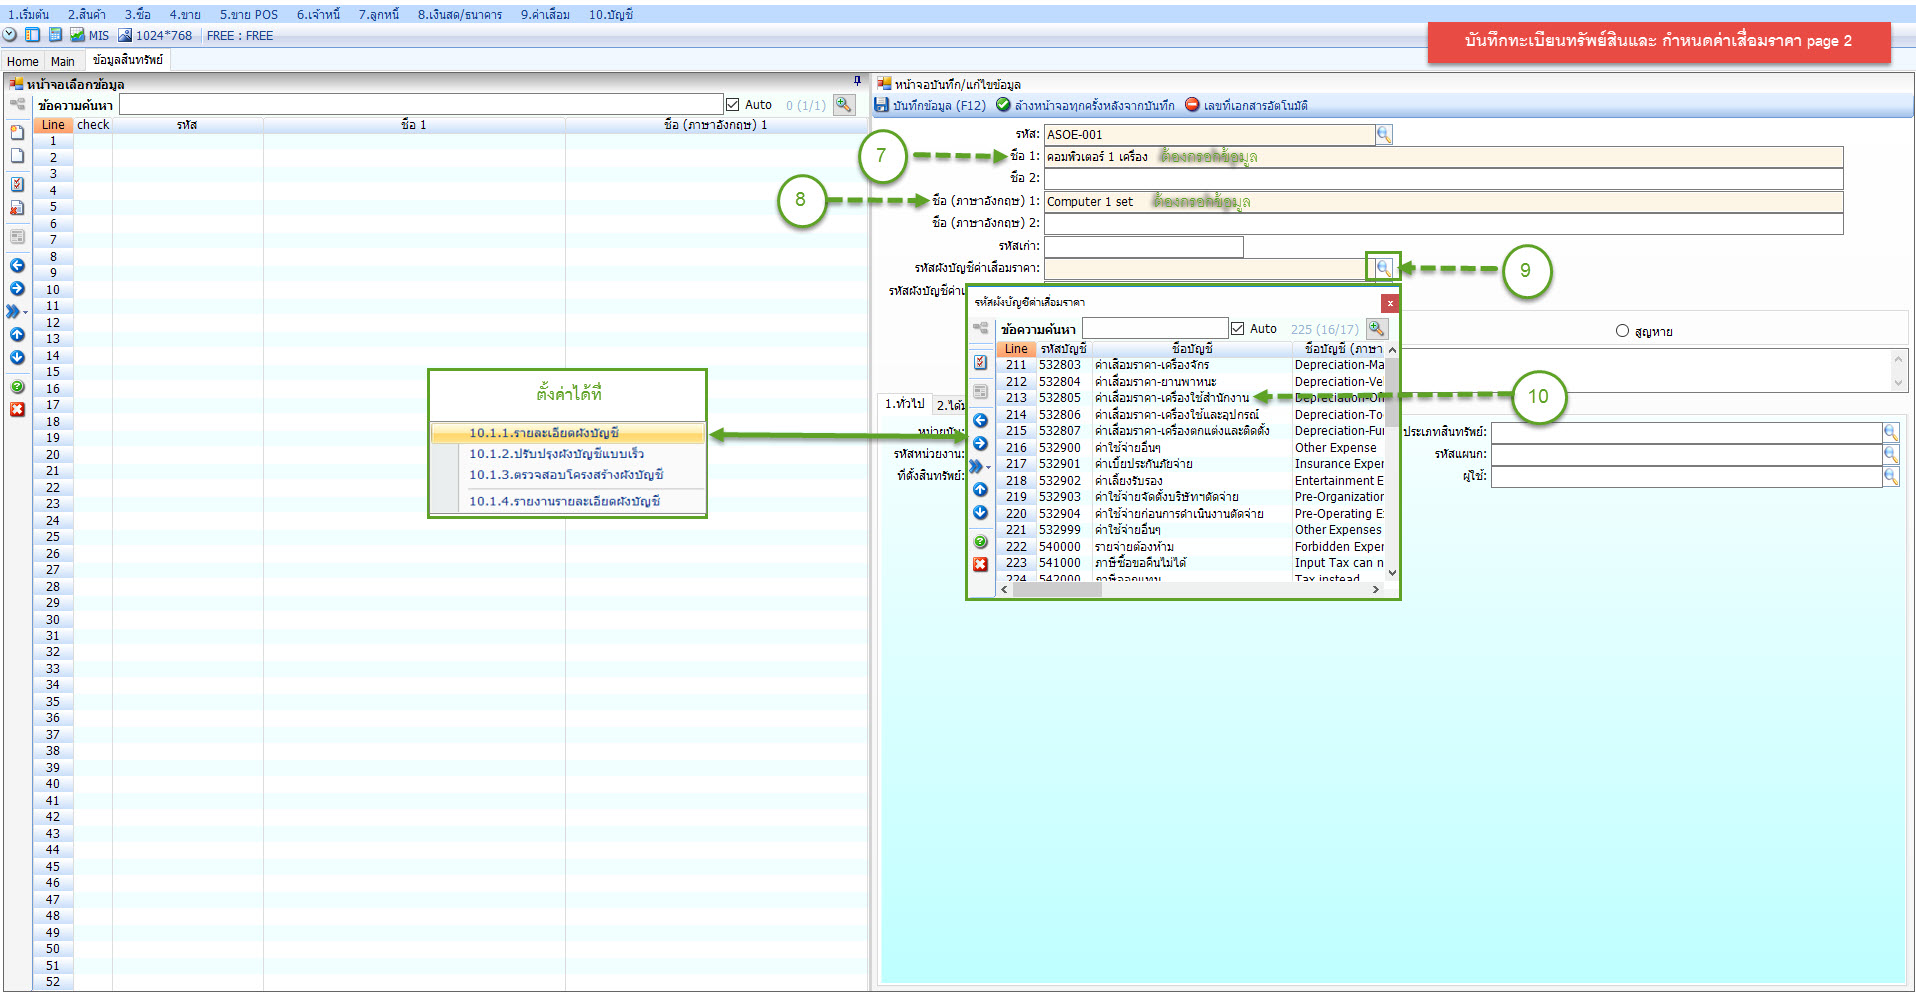 1.เริ่มต้น 2.สินค้า 3.ซื้อ 4.ขาย 5.ขาย POS 6.เจ้าหนี้ 7.ลูกหนี้ 8.เงินสด/ธนาคาร 9.ค่าเสื่อม 10.บัญชี
MIS 1024*768 FREE : FREE
บันทึกทะเบียนทรัพย์สินและ กำหนดค่าเสื่อมราคา page 2
Home Main ข้อมูลสินทรัพย์
หน้าจอเลือกข้อมูล
ข้อความค้นหา Auto 0 (1/1)
Line check รหัส ชื่อ 1 ชื่อ (ภาษาอังกฤษ) 1
1
2
3
4
5
6
7
8
9
10
11
12
13
14
15
16
17
18
19
20
21
22
23
24
25
26
27
28
29
30
31
32
33
34
35
36
37
38
39
40
41
42
43
44
45
46
47
48
49
50
51
52
ตั้งค่าได้ที่
10.1.1.รายละเอียดผังบัญชี
10.1.2.ปรับปรุงผังบัญชีแบบเร็ว
10.1.3.ตรวจสอบโครงสร้างผังบัญชี
10.1.4.รายงานรายละเอียดผังบัญชี
หน้าจอบันทึก/แก้ไขข้อมูล
บันทึกข้อมูล (F12) ล้างหน้าจอทุกครั้งหลังจากบันทึก เลขที่เอกสารอัตโนมัติ
รหัส: ASOE-001
7 ชื่อ 1: คอมพิวเตอร์ 1 เครื่อง ต้องกรอกข้อมูล
ชื่อ 2:
8 ชื่อ (ภาษาอังกฤษ) 1: Computer 1 set ต้องกรอกข้อมูล
ชื่อ (ภาษาอังกฤษ) 2:
รหัสเก่า:
รหัสผังบัญชีค่าเสื่อมราคา: 9
รหัสผังบัญชีค่าเ
สูญหาย
1.ทั่วไป 2.ได้ม
หน่วยนับ: ประเภทสินทรัพย์:
รหัสหน่วยงาน: รหัสแผนก:
ที่ตั้งสินทรัพย์: ผู้ใช้:
รหัสผังบัญชีค่าเสื่อมราคา x
ข้อความค้นหา Auto 225 (16/17)
Line รหัสบัญชี ชื่อบัญชี ชื่อบัญชี (ภาษา
211 532803 ค่าเสื่อมราคา-เครื่องจักร Depreciation-Ma
212 532804 ค่าเสื่อมราคา-ยานพาหนะ Depreciation-Ve
213 532805 ค่าเสื่อมราคา-เครื่องใช้สำนักงาน Depreciation-Of 10
214 532806 ค่าเสื่อมราคา-เครื่องใช้และอุปกรณ์ Depreciation-To
215 532807 ค่าเสื่อมราคา-เครื่องตกแต่งและติดตั้ง Depreciation-Fur
216 532900 ค่าใช้จ่ายอื่นๆ Other Expense
217 532901 ค่าเบี้ยประกันภัยจ่าย Insurance Exper
218 532902 ค่าเลี้ยงรับรอง Entertainment E
219 532903 ค่าใช้จ่ายจัดตั้งบริษัทฯตัดจ่าย Pre-Organization
220 532904 ค่าใช้จ่ายก่อนการดำเนินงานตัดจ่าย Pre-Operating E
221 532999 ค่าใช้จ่ายอื่นๆ Other Expenses
222 540000 รายจ่ายต้องห้าม Forbidden Exper
223 541000 ภาษีซื้อขอคืนไม่ได้ Input Tax can n
224 542000 ภาษีออกแทน Tax instead